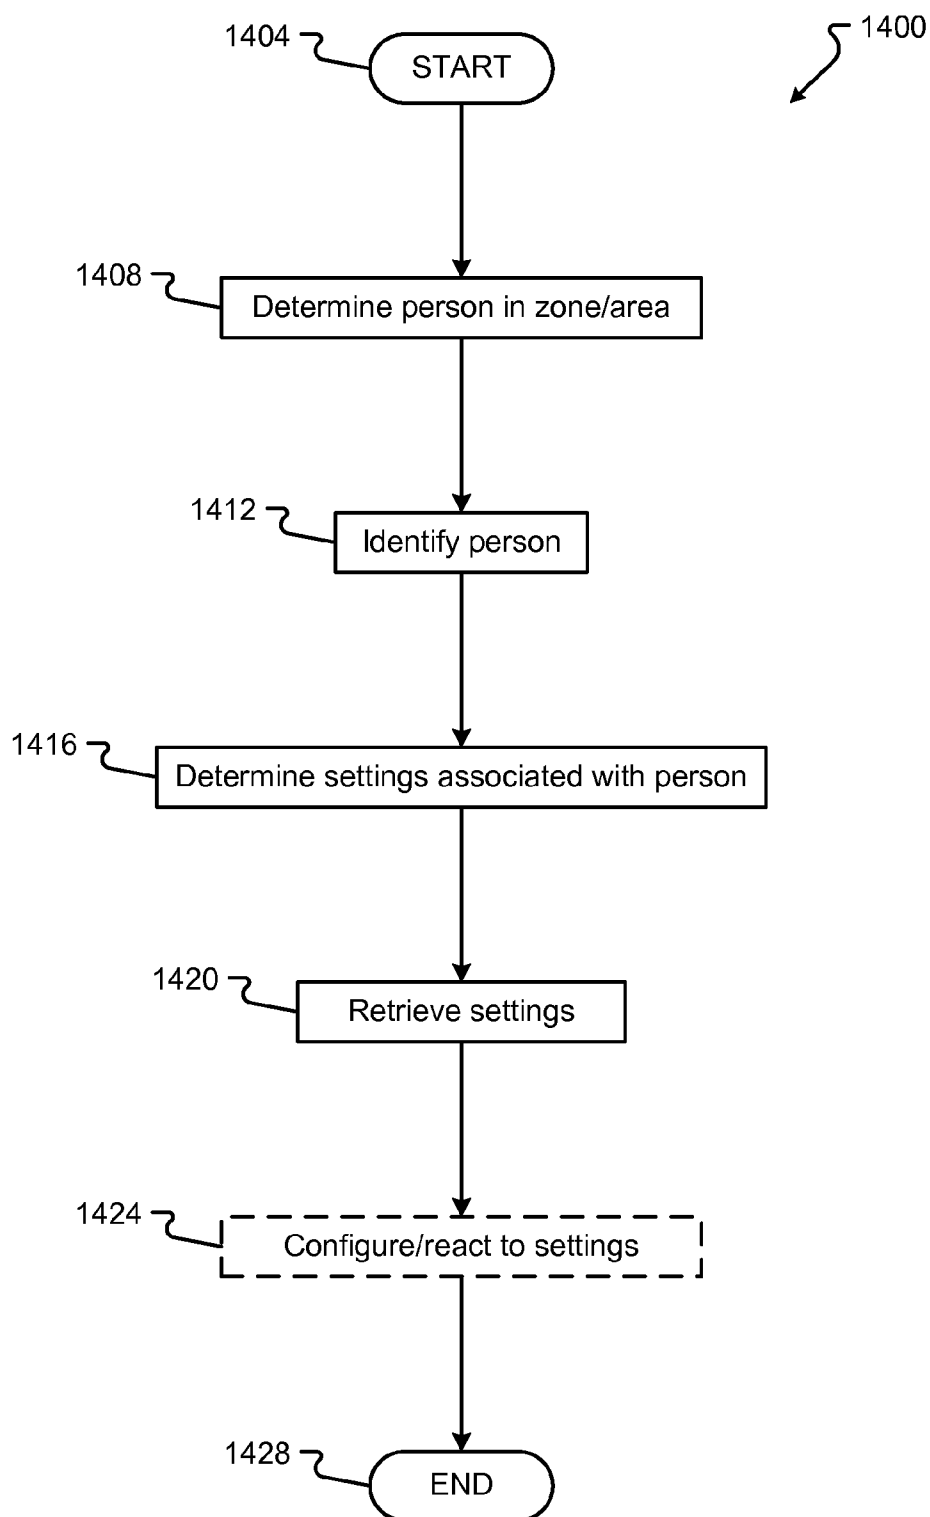 1400
1404
START
1408
Determine person in zone/area
1412
Identify person
1416
Determine settings associated with person
1420
Retrieve settings
1424
Configure/react to settings
1428
END